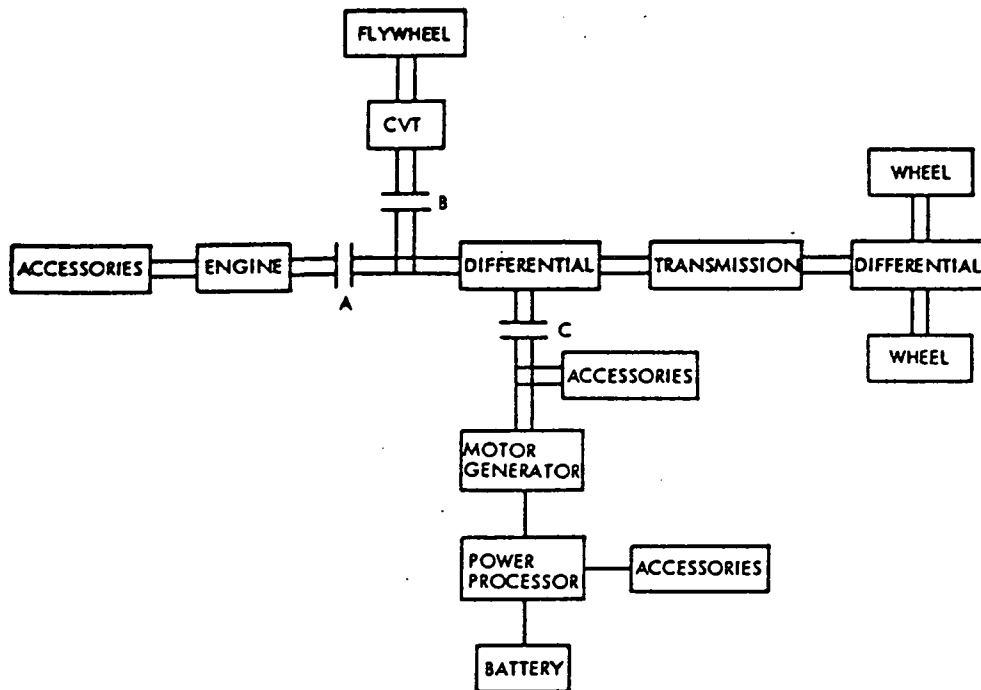 FLYWHEEL
CVT
B
WHEEL
ACCESSORIES
ENGINE
A
DIFFERENTIAL
TRANSMISSION
DIFFERENTIAL
C
WHEEL
ACCESSORIES
MOTOR
GENERATOR
POWER
PROCESSOR
ACCESSORIES
BATTERY